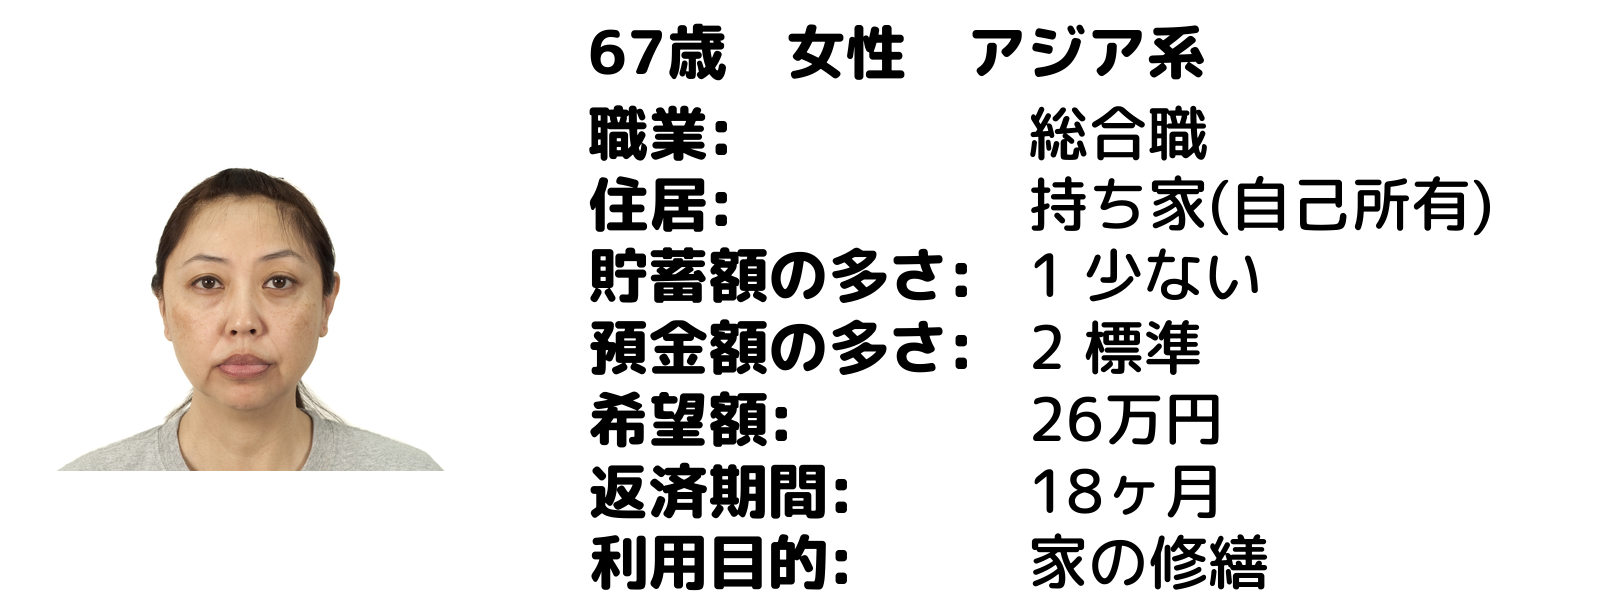 67歳　女性　アジア系
職業: 総合職
住居: 持ち家(自己所有)
貯蓄額の多さ: 1 少ない
預金額の多さ: 2 標準
希望額: 26万円
返済期間: 18ヶ月
利用目的: 家の修繕